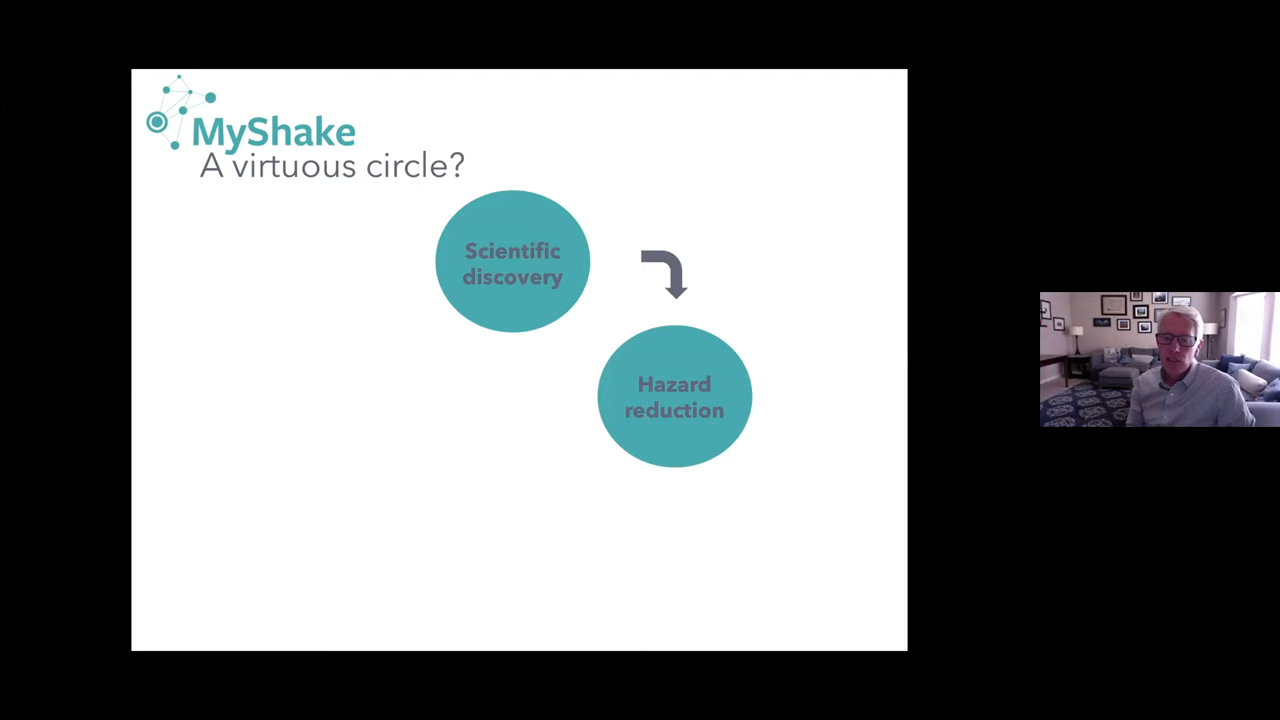 MyShake
A virtuous circle?
Scientific
discovery
Hazard
reduction